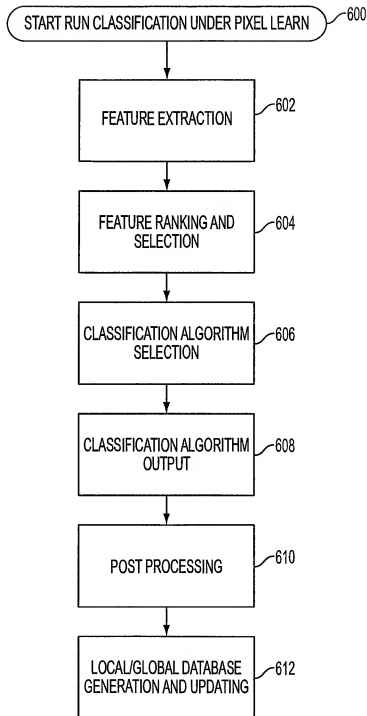 START RUN CLASSIFICATION UNDER PIXEL LEARN
600
FEATURE EXTRACTION
602
FEATURE RANKING AND
SELECTION
604
CLASSIFICATION ALGORITHM
SELECTION
606
CLASSIFICATION ALGORITHM
OUTPUT
608
POST PROCESSING
610
LOCAL/GLOBAL DATABASE
GENERATION AND UPDATING
612